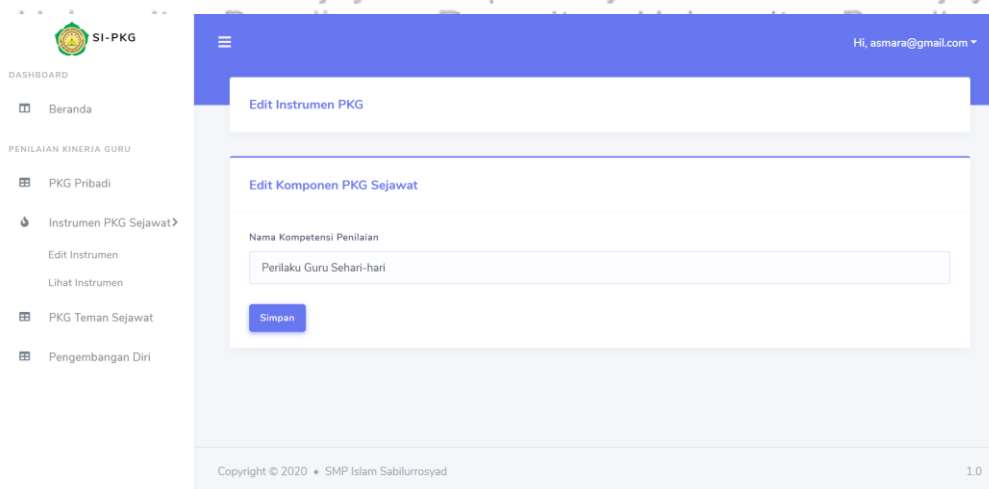 SI-PKG
DASHBOARD
Beranda
PENILAIAN KINERJA GURU
PKG Pribadi
Instrumen PKG Sejawat
Edit Instrumen
Lihat Instrumen
PKG Teman Sejawat
Pengembangan Diri
Hi, asmara@gmail.com
Edit Instrumen PKG
Edit Komponen PKG Sejawat
Nama Kompetensi Penilaian
Perilaku Guru Sehari-hari
Simpan
Copyright © 2020 • SMP Islam Sabilurrosyad
1.0